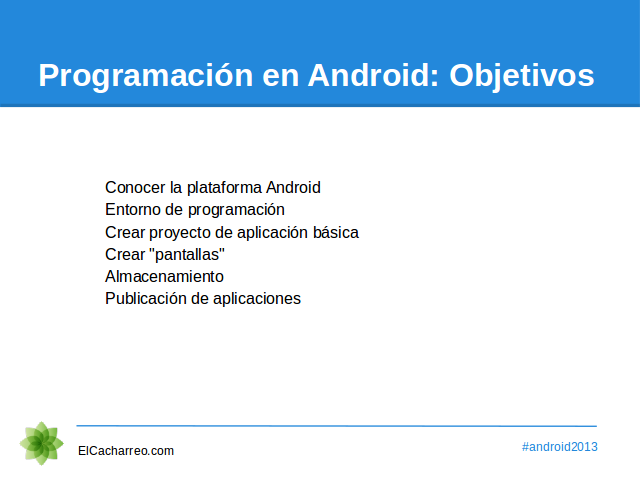 Programación en Android: Objetivos
Conocer la plataforma Android
Entorno de programación
Crear proyecto de aplicación básica
Crear "pantallas"
Almacenamiento
Publicación de aplicaciones
ElCacharreo.com
#android2013